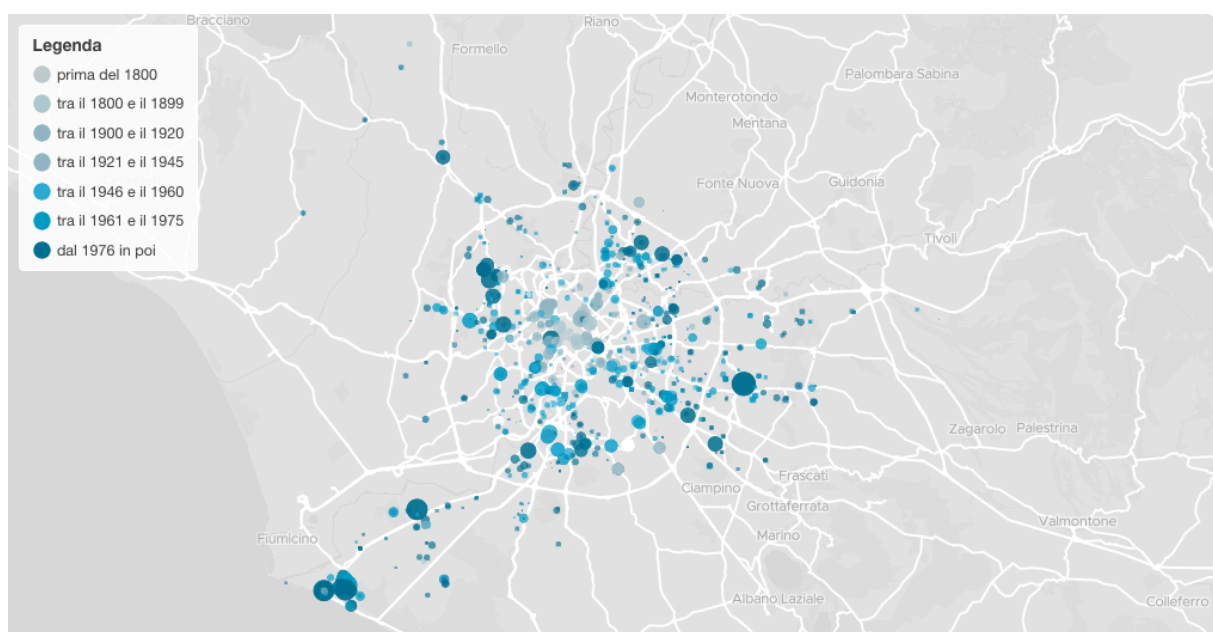 Bracciano
Riano
Formello
Legenda
prima del 1800
tra il 1800 e il 1899
tra il 1900 e il 1920
tra il 1921 e il 1945
tra il 1946 e il 1960
tra il 1961 e il 1975
dal 1976 in poi
Palombara Sabina
Monterotondo
Mentana
Fonte Nuova
Guidonia
Tivoli
Zagarolo
Palestrina
Frascati
Ciampino
Grottaferrata
Valmontone
Marino
Fiumicino
Albano Laziale
Colleferro